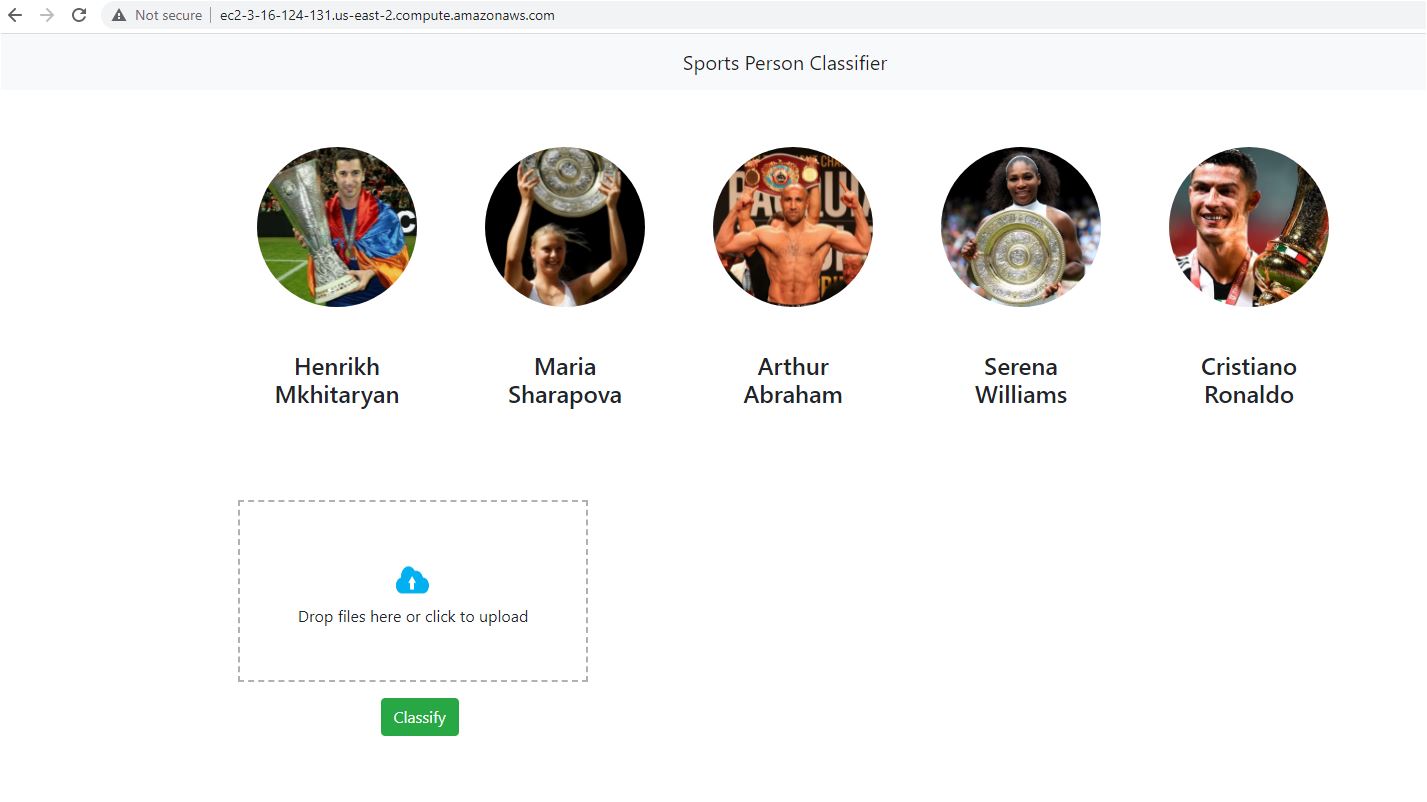 Not secure | ec2-3-16-124-131.us-east-2.compute.amazonaws.com
Sports Person Classifier
Henrikh
Mkhitaryan
Maria
Sharapova
Arthur
Abraham
Serena
Williams
Cristiano
Ronaldo
Drop files here or click to upload
Classify